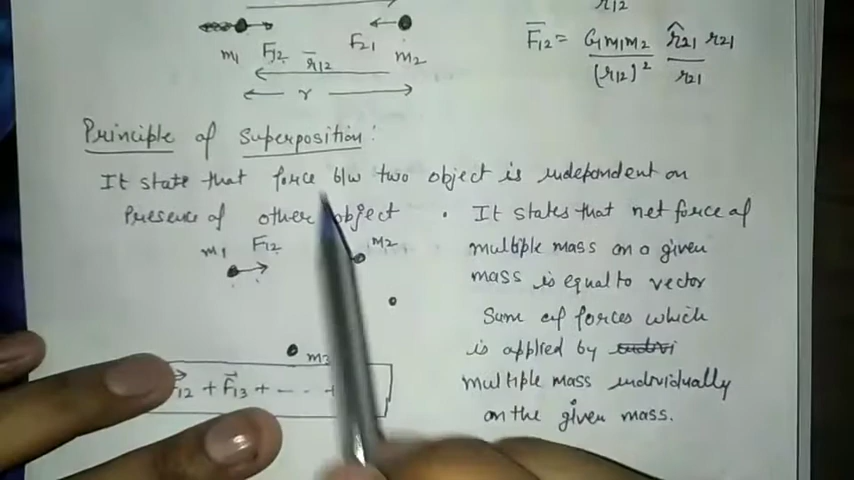 r12
m1 F12 r12 F21 m2
r
F12 = Gm1m2 / (r12)² r̂21 r21 / r21
Principle of Superposition:
It state that force b/w two object is independent on
Presence of other object
m1 F12 m2
m3
F12 + F13 + - - - +
• It states that net force of
multiple mass on a given
mass is equal to vector
Sum of forces which
is applied by
multiple mass individually
on the given mass.